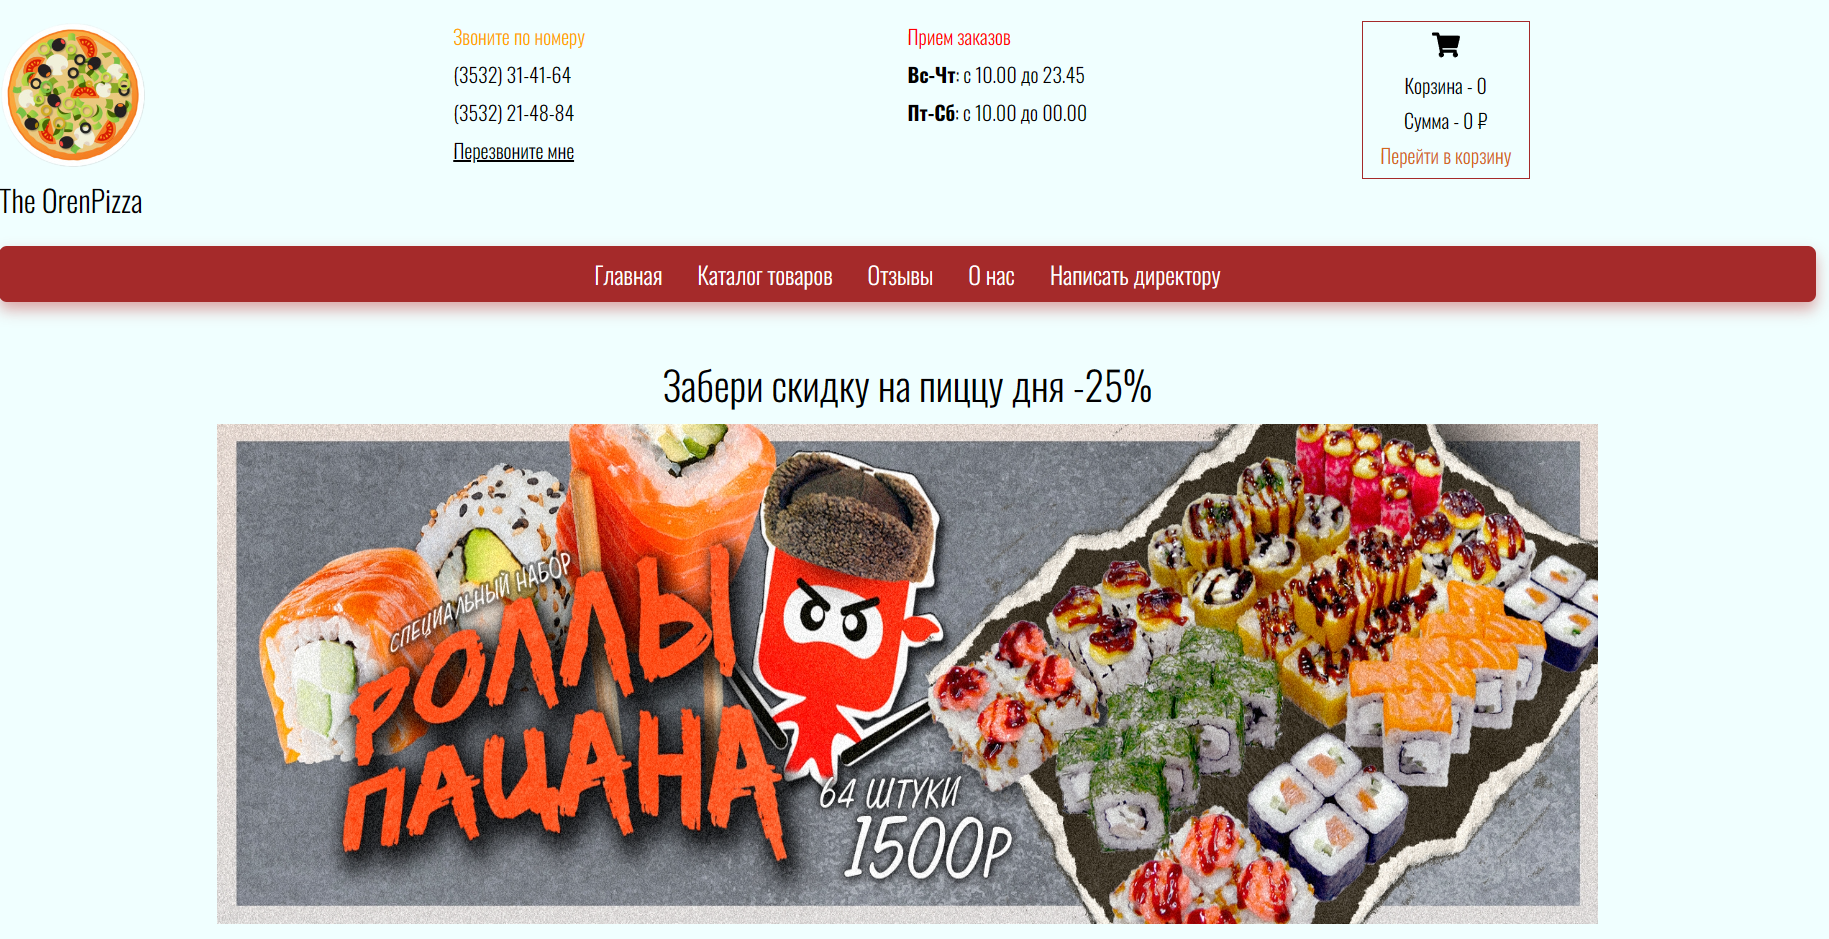 The OrenPizza
Звоните по номеру
(3532) 31-41-64
(3532) 21-48-84
Перезвоните мне
Прием заказов
Вс-Чт: с 10.00 до 23.45
Пт-Сб: с 10.00 до 00.00
Корзина - 0
Сумма - 0 ₽
Перейти в корзину
Главная Каталог товаров Отзывы О нас Написать директору
Забери скидку на пиццу дня -25%
СПЕЦИАЛЬНЫЙ НАБОР
РОЛЛЫ
ПАЦАНА
64 ШТУКИ
1500Р